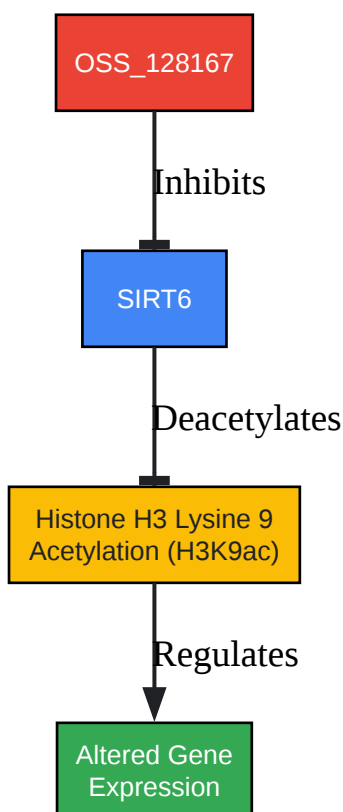 OSS_128167
Inhibits
SIRT6
Deacetylates
Histone H3 Lysine 9
Acetylation (H3K9ac)
Regulates
Altered Gene
Expression